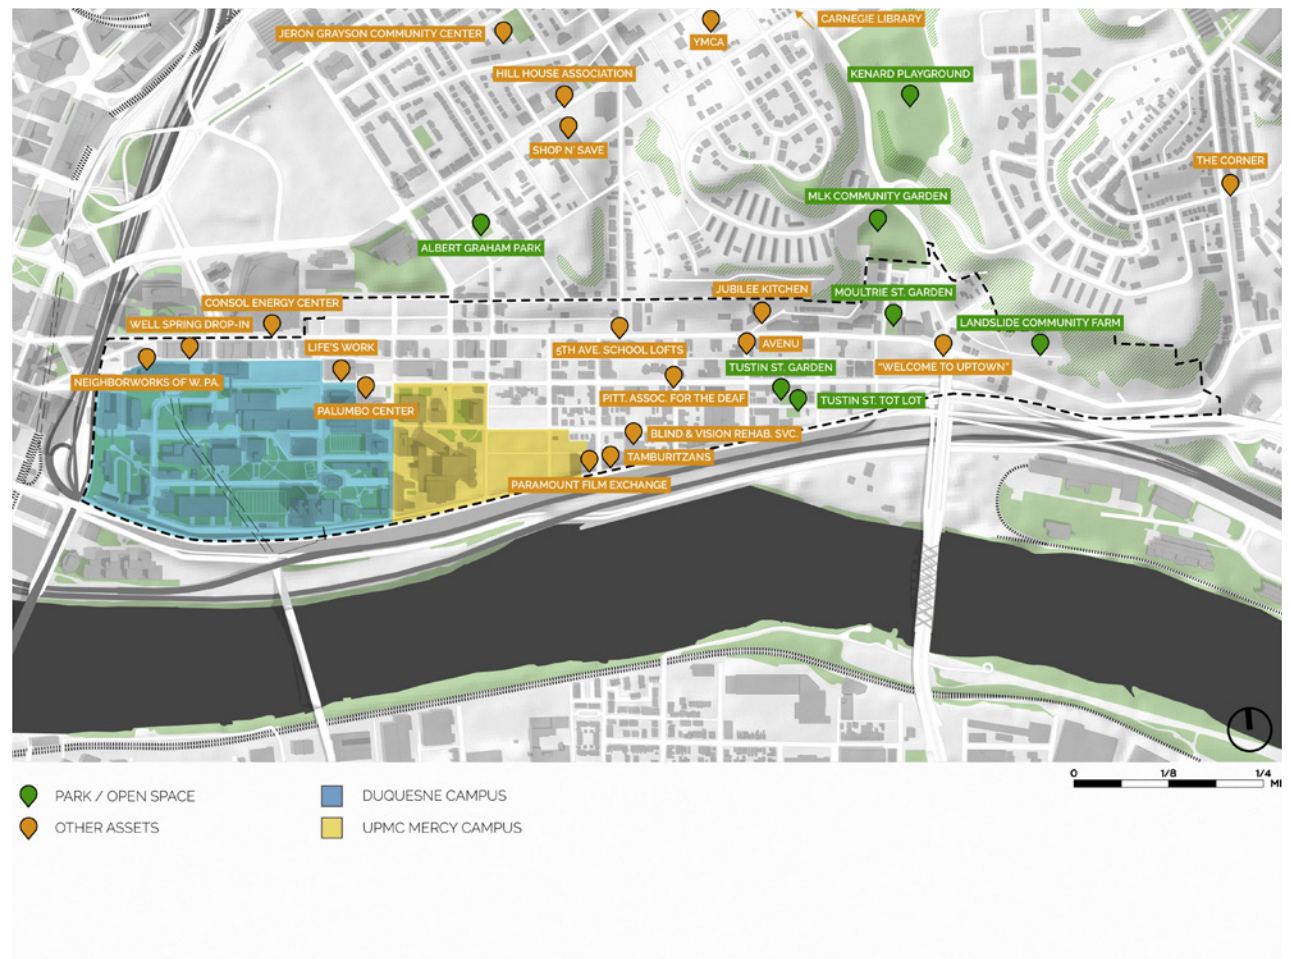 CARNEGIE LIBRARY
JERON GRAYSON COMMUNITY CENTER
YMCA
HILL HOUSE ASSOCIATION
KENARD PLAYGROUND
SHOP N' SAVE
THE CORNER
MLK COMMUNITY GARDEN
ALBERT GRAHAM PARK
JUBILEE KITCHEN
MOULTRIE ST. GARDEN
CONSOL ENERGY CENTER
WELL SPRING DROP-IN
LANDSLIDE COMMUNITY FARM
LIFE'S WORK
5TH AVE. SCHOOL LOFTS
AVENU
TUSTIN ST. GARDEN
"WELCOME TO UPTOWN"
NEIGHBORWORKS OF W. PA.
PITT. ASSOC. FOR THE DEAF
TUSTIN ST. TOT LOT
PALUMBO CENTER
BLIND & VISION REHAB. SVC.
TAMBURITZANS
PARAMOUNT FILM EXCHANGE
0 1/8 1/4
MI
PARK / OPEN SPACE
DUQUESNE CAMPUS
OTHER ASSETS
UPMC MERCY CAMPUS